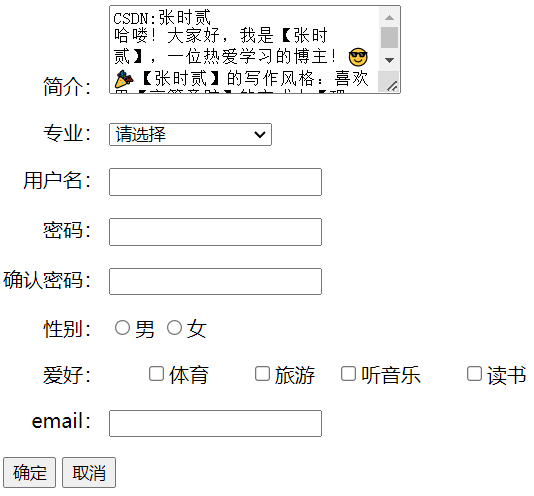 CSDN:张时贰
哈喽！大家好，我是【张时
贰】，一位热爱学习的博主！😎
🎉【张时贰】的写作风格：喜欢
简介：
专业： 请选择
用户名：
密码：
确认密码：
性别： 男 女
爱好： 体育 旅游 听音乐 读书
email：
确定 取消